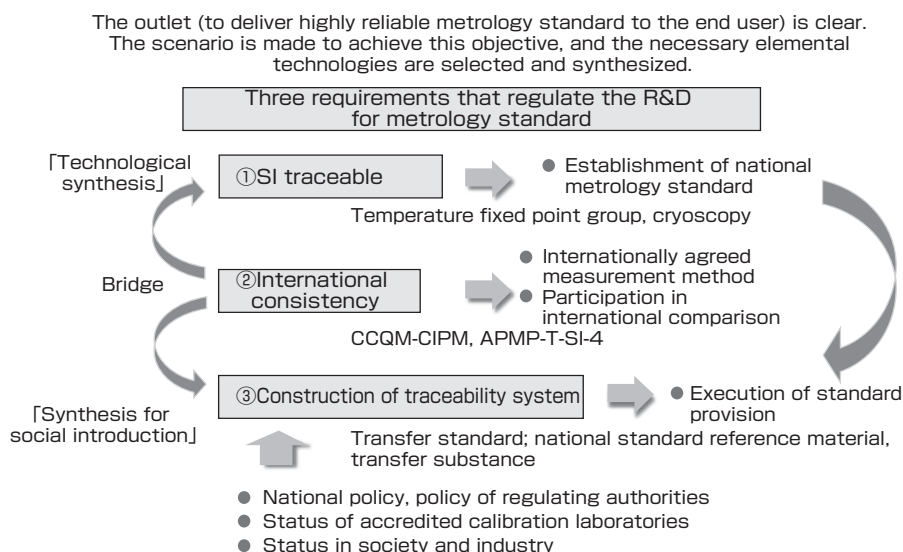 The outlet (to deliver highly reliable metrology standard to the end user) is clear.
The scenario is made to achieve this objective, and the necessary elemental
technologies are selected and synthesized.
Three requirements that regulate the R&D
for metrology standard
「Technological
synthesis」
①SI traceable
● Establishment of national
metrology standard
Temperature fixed point group, cryoscopy
Bridge
②International
consistency
● Internationally agreed
measurement method
● Participation in
international comparison
CCQM-CIPM, APMP-T-SI-4
「Synthesis for
social introduction」
③Construction of traceability system
● Execution of standard
provision
Transfer standard; national standard reference material,
transfer substance
● National policy, policy of regulating authorities
● Status of accredited calibration laboratories
● Status in society and industry